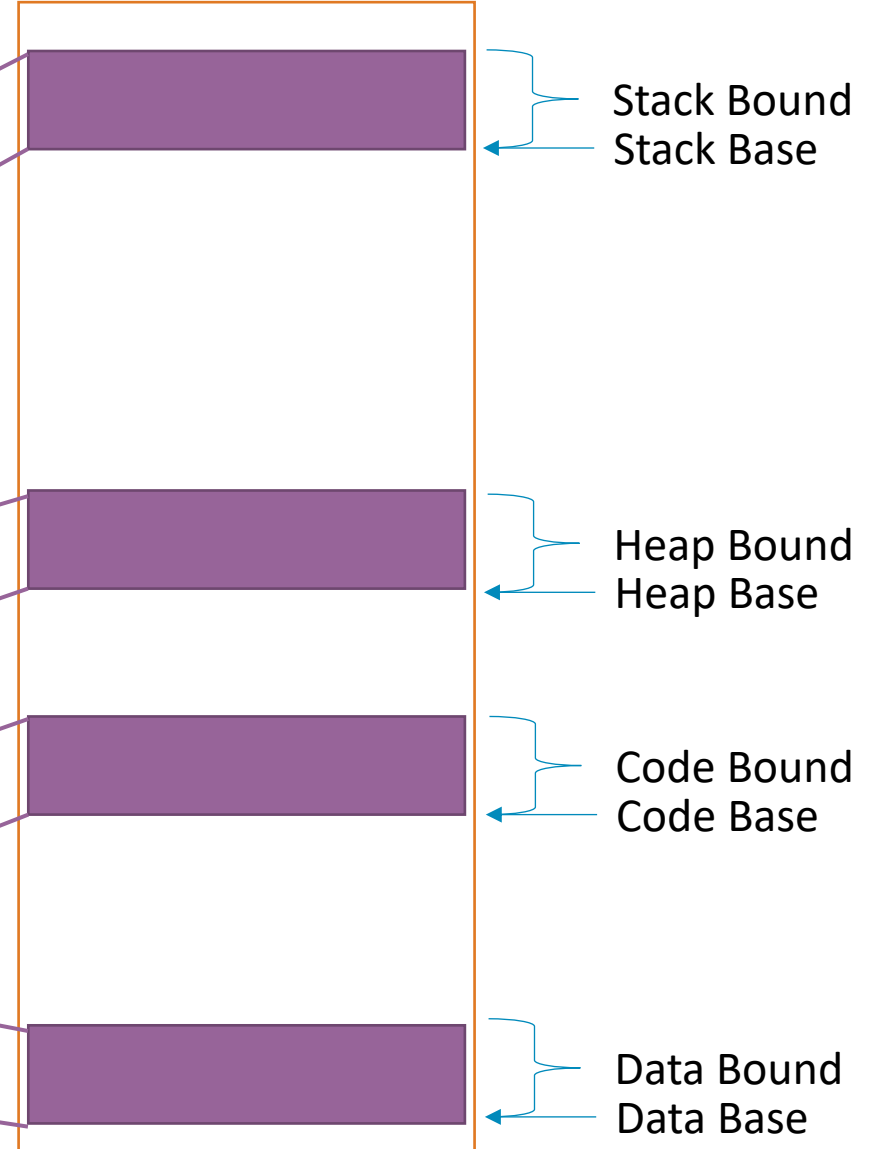 Stack Bound
Stack Base
Heap Bound
Heap Base
Code Bound
Code Base
Data Bound
Data Base